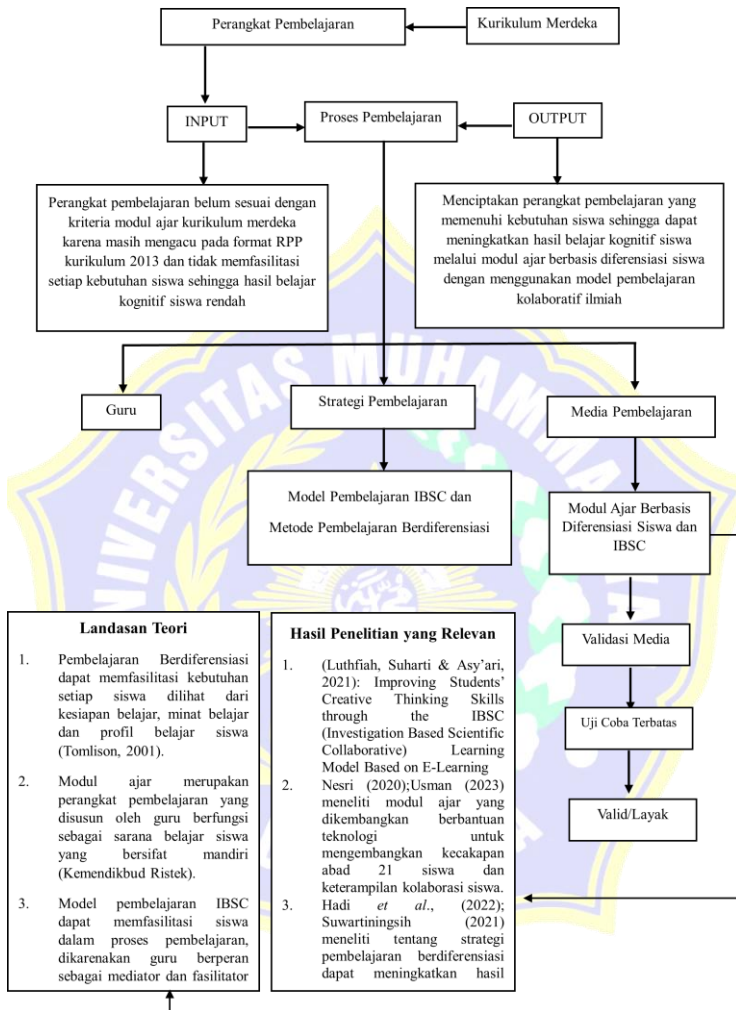 Perangkat Pembelajaran
Kurikulum Merdeka
INPUT
Proses Pembelajaran
OUTPUT
Perangkat pembelajaran belum sesuai dengan
kriteria modul ajar kurikulum merdeka
karena masih mengacu pada format RPP
kurikulum 2013 dan tidak memfasilitasi
setiap kebutuhan siswa sehingga hasil belajar
kognitif siswa rendah
Menciptakan perangkat pembelajaran yang
memenuhi kebutuhan siswa sehingga dapat
meningkatkan hasil belajar kognitif siswa
melalui modul ajar berbasis diferensiasi siswa
dengan menggunakan model pembelajaran
kolaboratif ilmiah
Guru
Strategi Pembelajaran
Media Pembelajaran
Model Pembelajaran IBSC dan
Metode Pembelajaran Berdiferensiasi
Modul Ajar Berbasis
Diferensiasi Siswa dan
IBSC
Validasi Media
Uji Coba Terbatas
Valid/Layak
Landasan Teori
1. Pembelajaran Berdiferensiasi
dapat memfasilitasi kebutuhan
setiap siswa dilihat dari
kesiapan belajar, minat belajar
dan profil belajar siswa
(Tomlison, 2001).
2. Modul ajar merupakan
perangkat pembelajaran yang
disusun oleh guru berfungsi
sebagai sarana belajar siswa
yang bersifat mandiri
(Kemendikbud Ristek).
3. Model pembelajaran IBSC
dapat memfasilitasi siswa
dalam proses pembelajaran,
dikarenakan guru berperan
sebagai mediator dan fasilitator
Hasil Penelitian yang Relevan
1. (Luthfiah, Suharti & Asy'ari,
2021): Improving Students'
Creative Thinking Skills
through the IBSC
(Investigation Based Scientific
Collaborative) Learning
Model Based on E-Learning
2. Nesri (2020);Usman (2023)
meneliti modul ajar yang
dikembangkan berbantuan
teknologi untuk
mengembangkan kecakapan
abad 21 siswa dan
keterampilan kolaborasi siswa.
3. Hadi et al., (2022);
Suwartiningsih (2021)
meneliti tentang strategi
pembelajaran berdiferensiasi
dapat meningkatkan hasil
UNIVERSITAS MUHAMMA